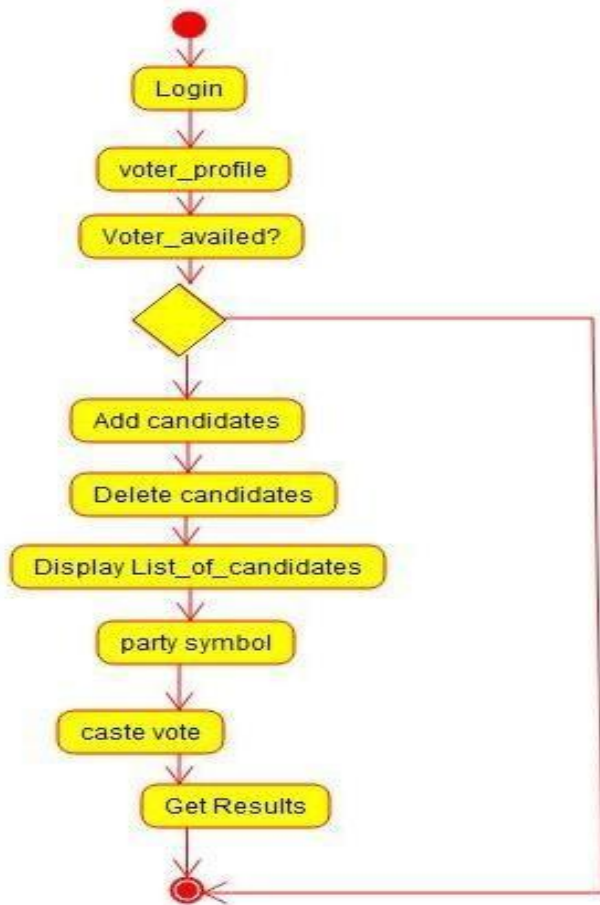 Login
voter_profile
Voter_availed?
Add candidates
Delete candidates
Display List_of_candidates
party symbol
caste vote
Get Results